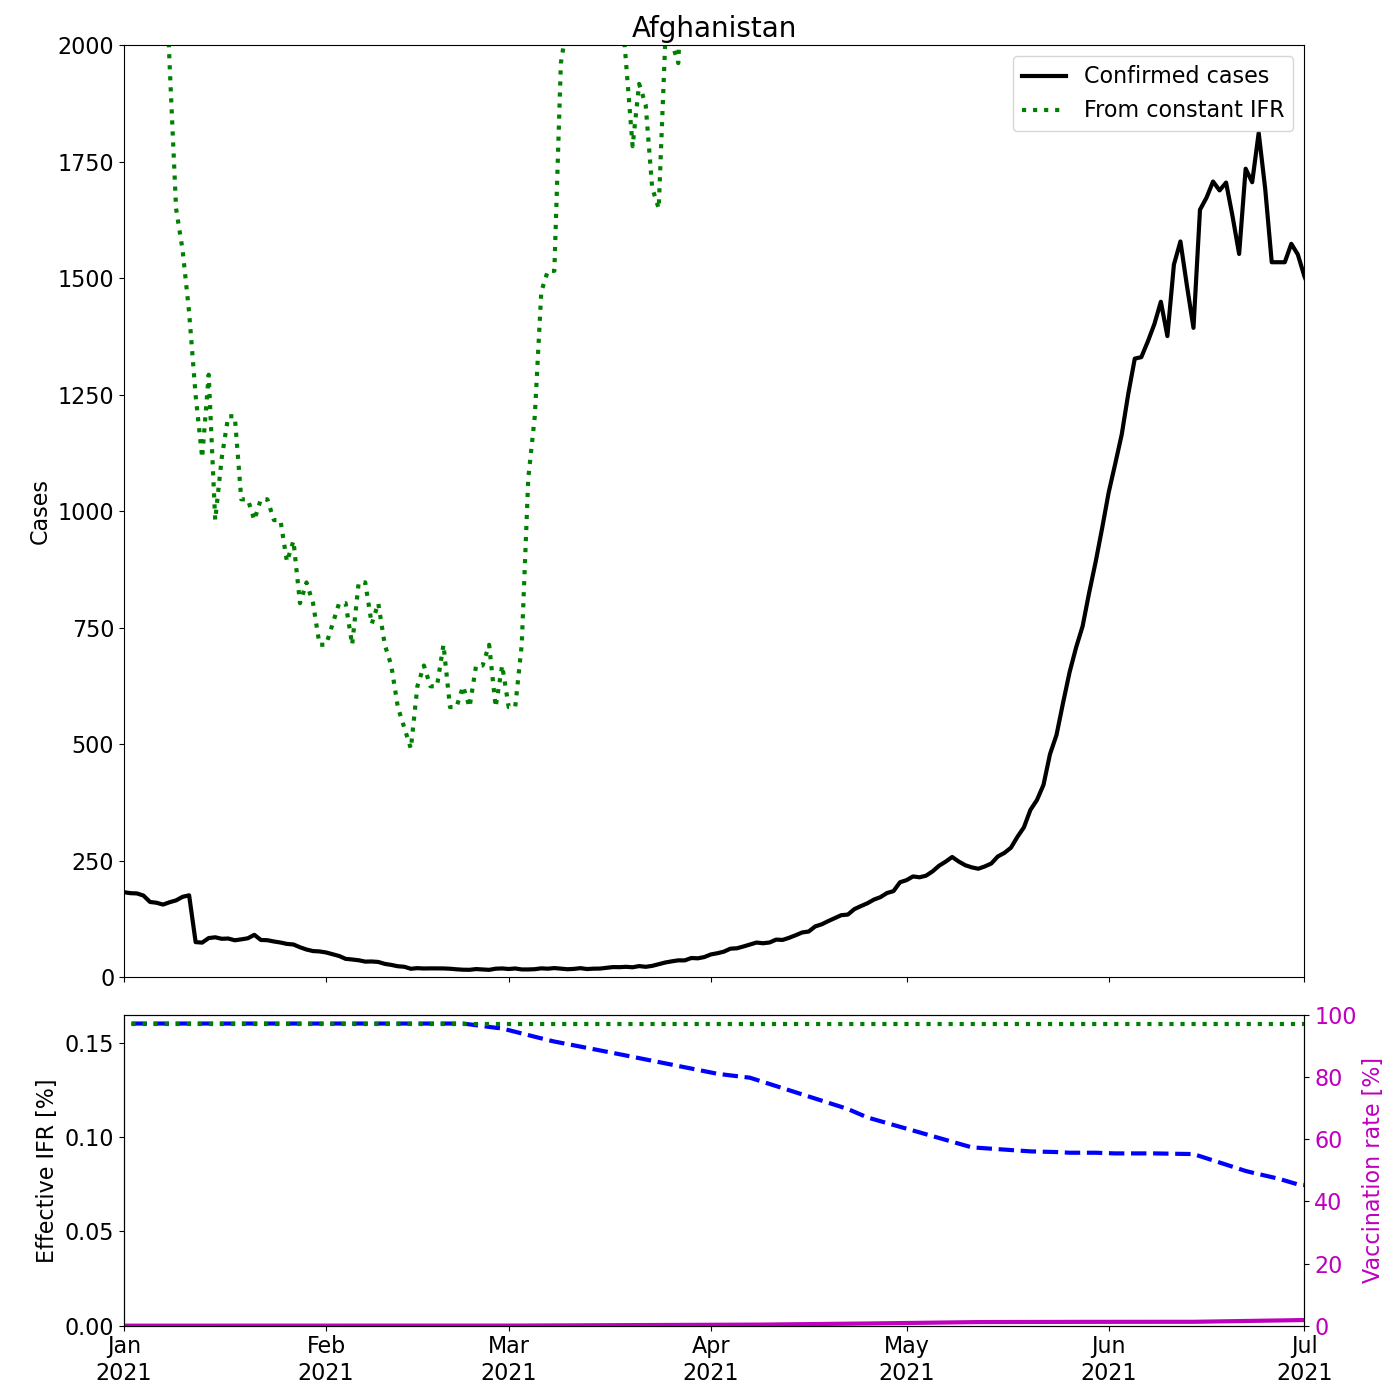 Afghanistan
2000
1750
1500
1250
1000
750
500
250
0
Cases
Confirmed cases
From constant IFR
0.15
0.10
0.05
0.00
Effective IFR [%]
100
80
60
40
20
0
Vaccination rate [%]
Jan Feb Mar Apr May Jun Jul
2021 2021 2021 2021 2021 2021 2021